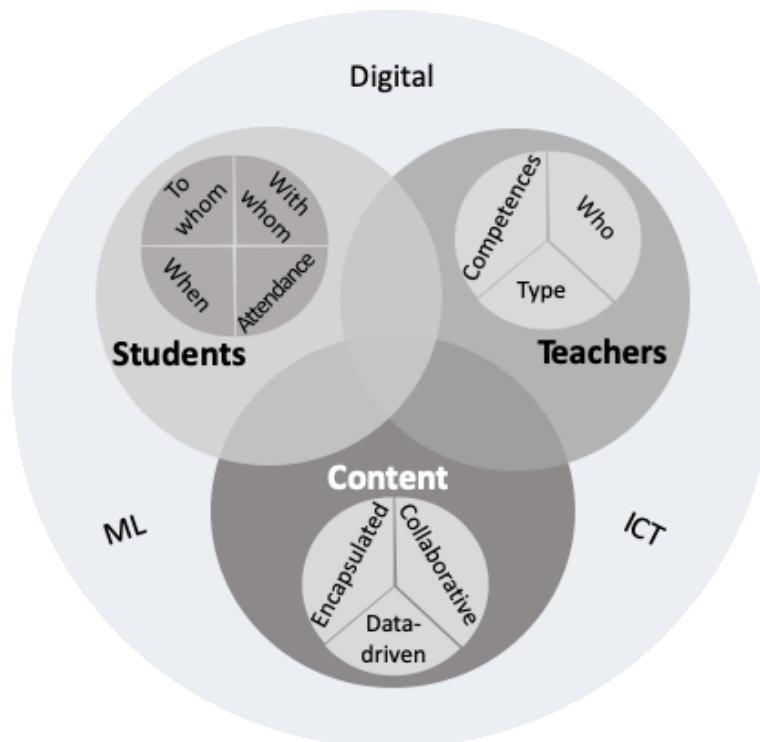 Digital
To
whom
With
whom
When
Attendance
Students
Competences
Who
Type
Teachers
Content
Encapsulated
Collaborative
Data-
driven
ML
ICT